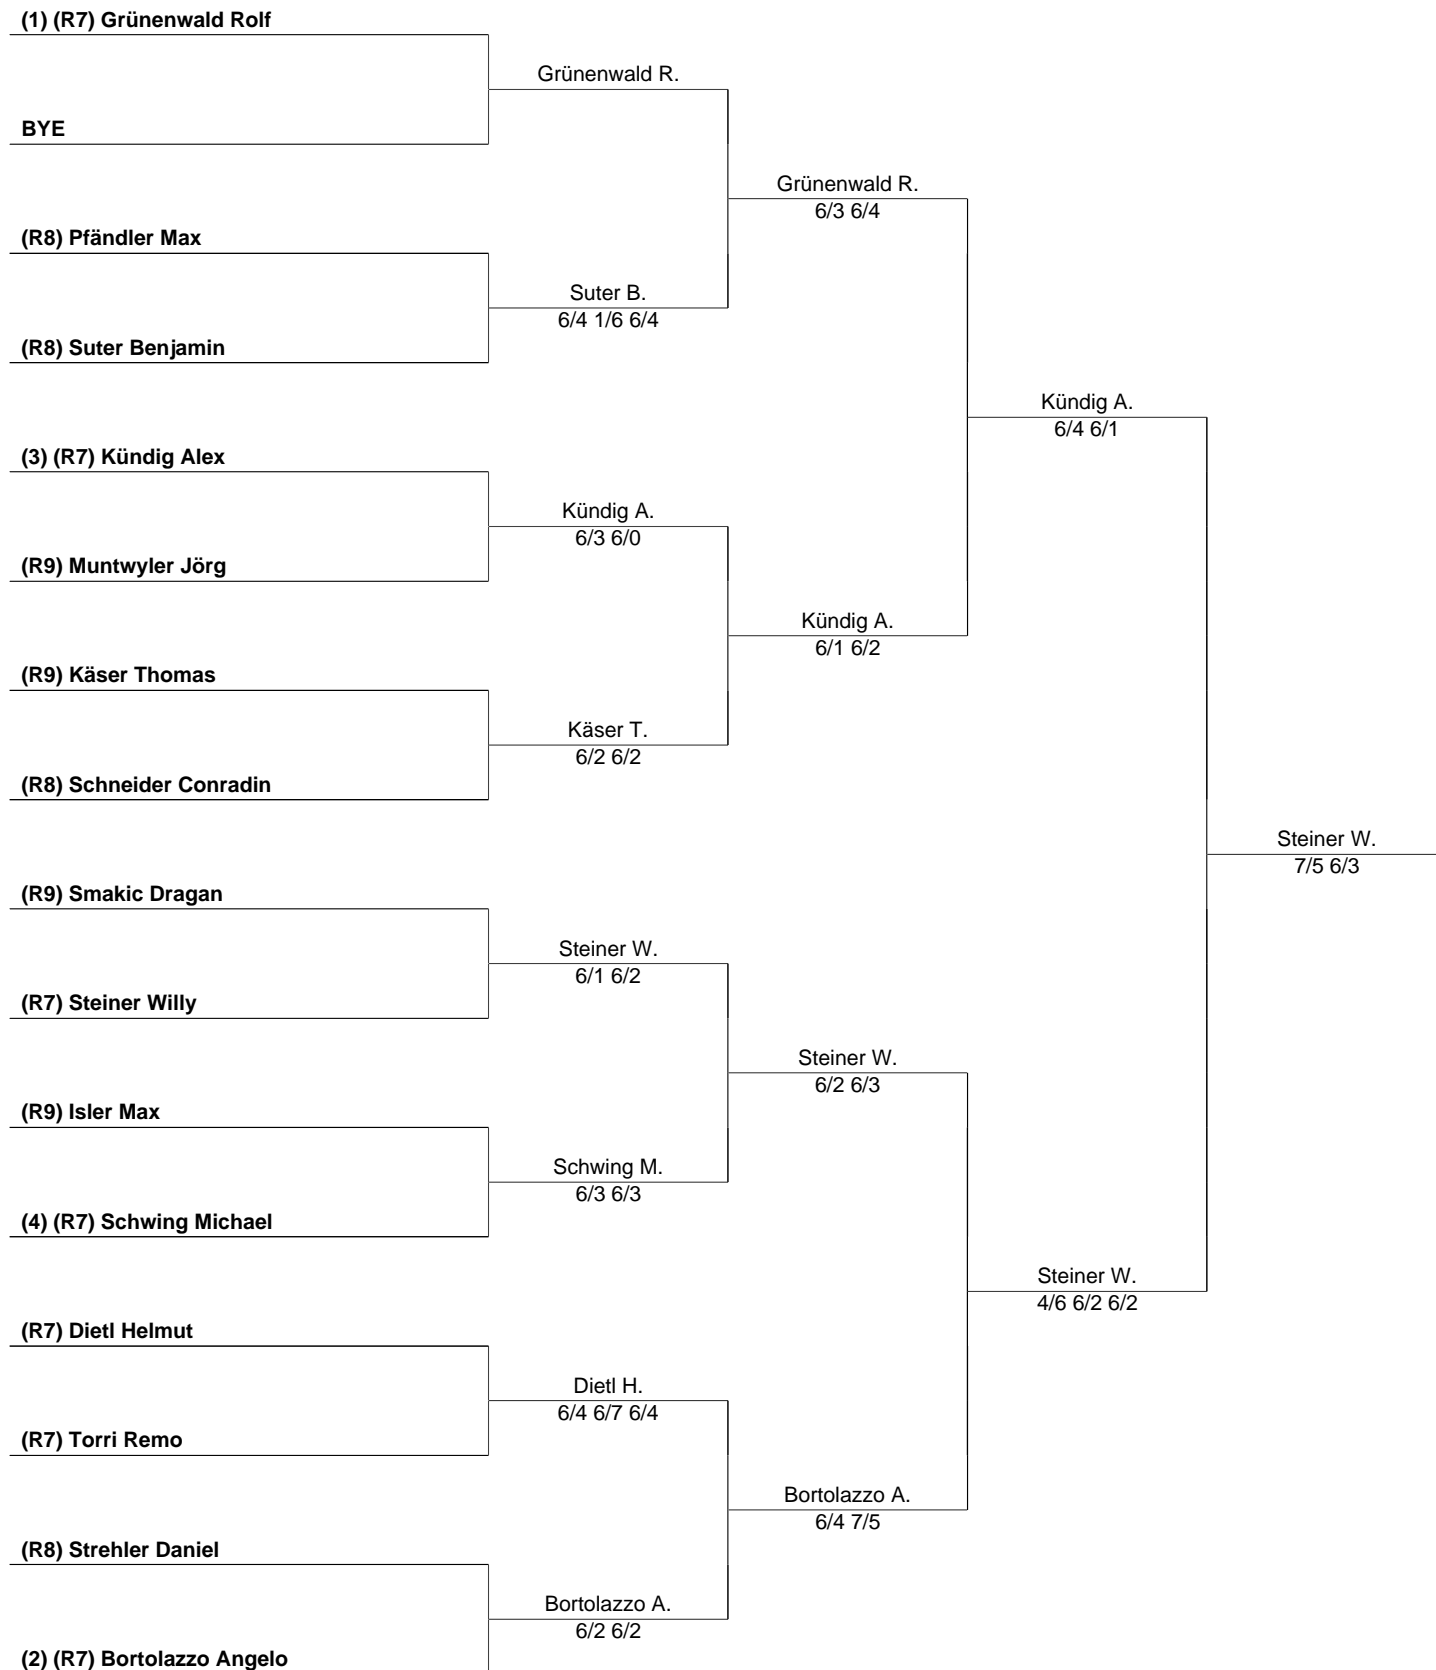 (1) (R7) Grünenwald Rolf
Grünenwald R.
BYE
Grünenwald R.
6/3 6/4
(R8) Pfändler Max
Suter B.
6/4 1/6 6/4
(R8) Suter Benjamin
Kündig A.
6/4 6/1
(3) (R7) Kündig Alex
Kündig A.
6/3 6/0
(R9) Muntwyler Jörg
Kündig A.
6/1 6/2
(R9) Käser Thomas
Käser T.
6/2 6/2
(R8) Schneider Conradin
Steiner W.
7/5 6/3
(R9) Smakic Dragan
Steiner W.
6/1 6/2
(R7) Steiner Willy
Steiner W.
6/2 6/3
(R9) Isler Max
Schwing M.
6/3 6/3
(4) (R7) Schwing Michael
Steiner W.
4/6 6/2 6/2
(R7) Dietl Helmut
Dietl H.
6/4 6/7 6/4
(R7) Torri Remo
Bortolazzo A.
6/4 7/5
(R8) Strehler Daniel
Bortolazzo A.
6/2 6/2
(2) (R7) Bortolazzo Angelo